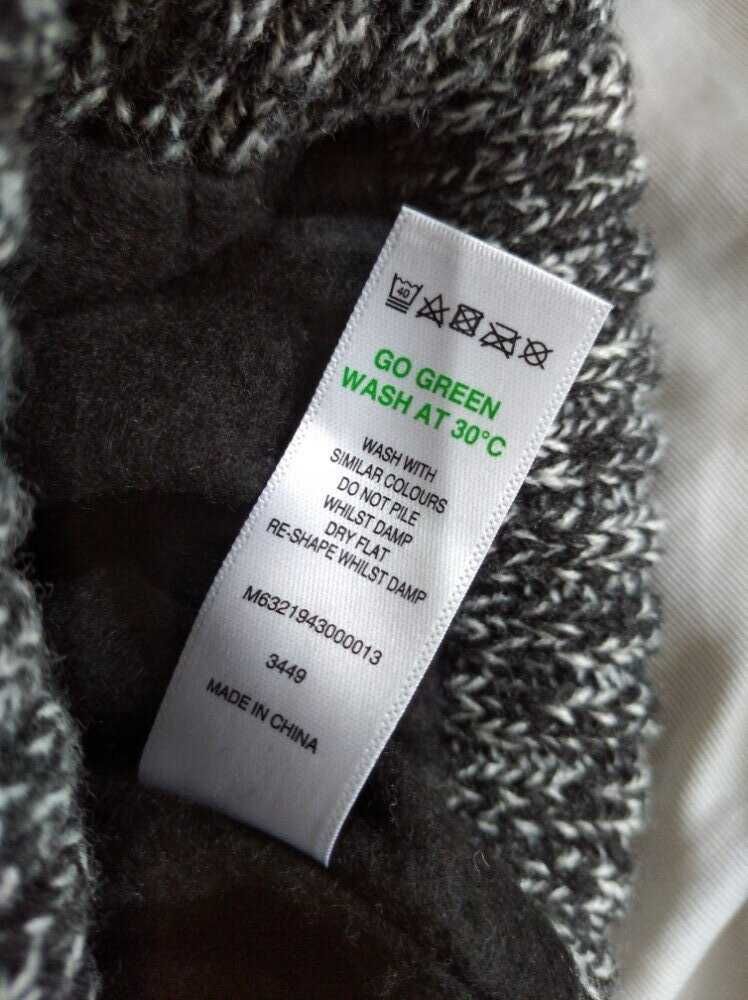 40
GO GREEN
WASH AT 30°C
WASH WITH
SIMILAR COLOURS
DO NOT PILE
WHILST DAMP
DRY FLAT
RE-SHAPE WHILST DAMP
M6321943000013
3449
MADE IN CHINA